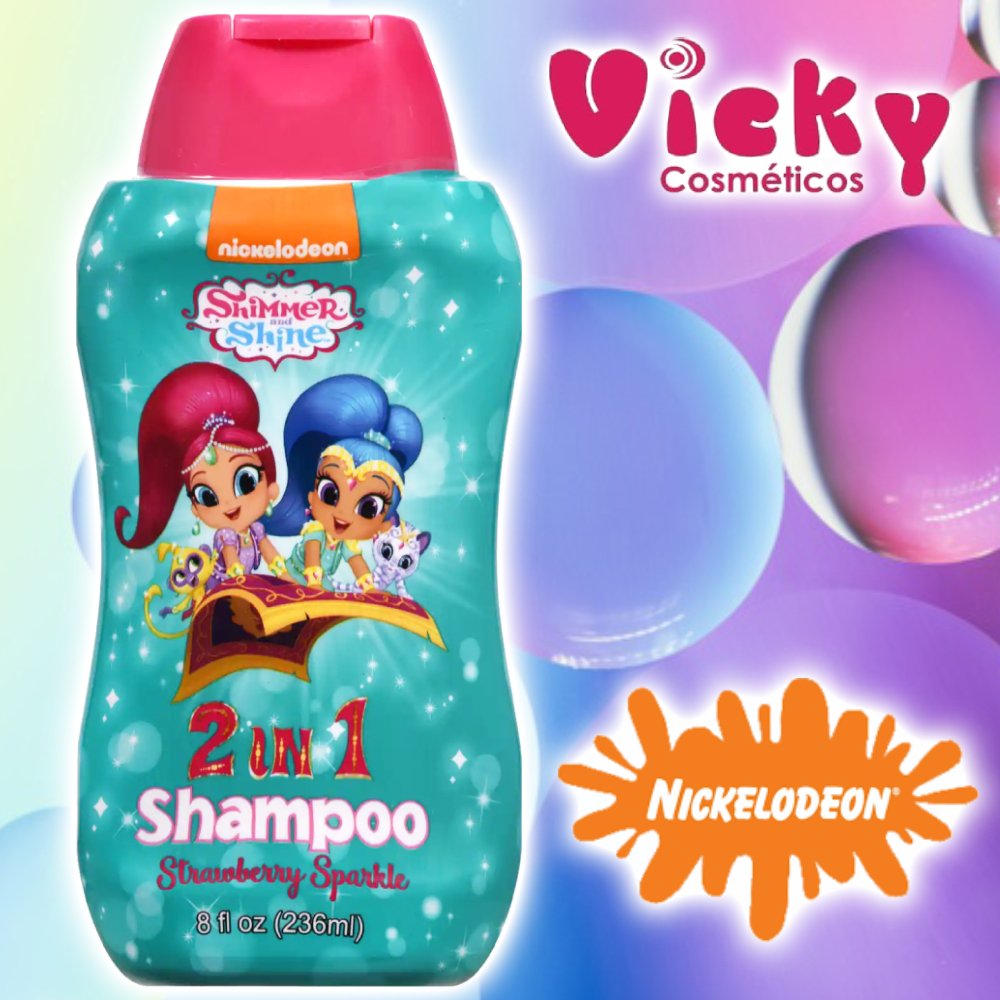 Vicky
Cosméticos
nickelodeon
Shimmer
and
Shine
2 in 1
Shampoo
Strawberry Sparkle
8 fl oz (236ml)
NICKELODEON®